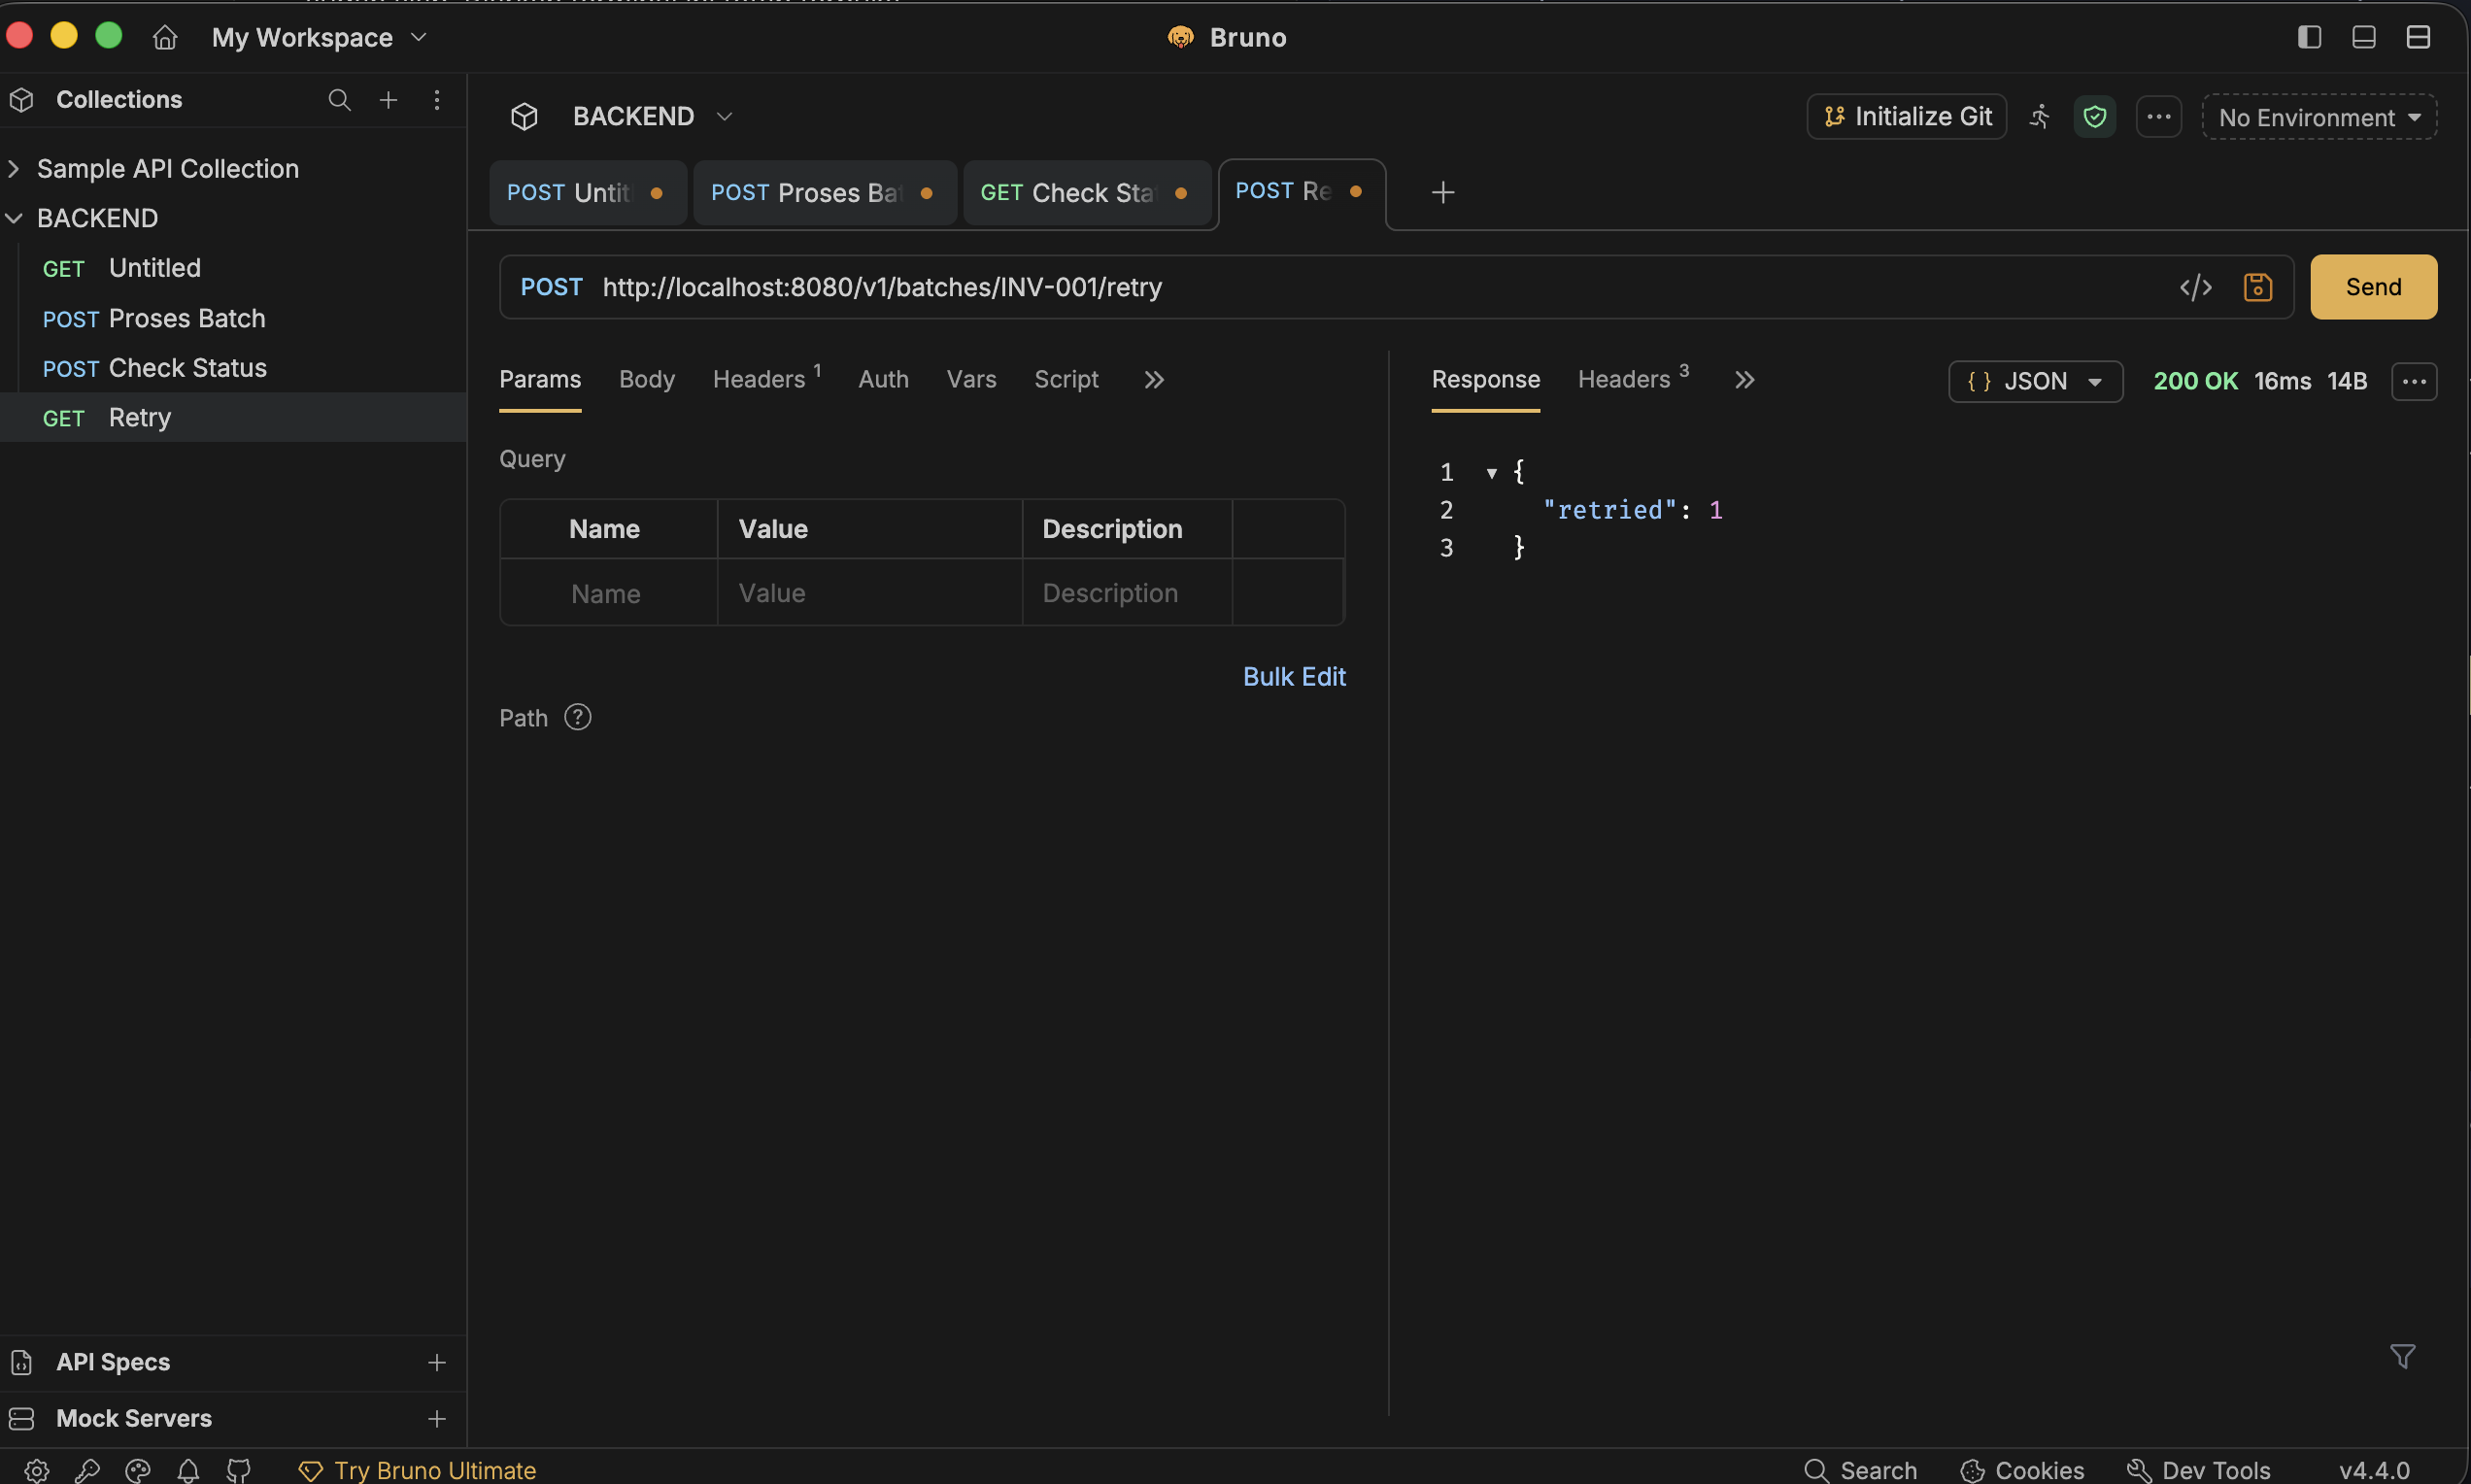 My Workspace
Bruno
Collections
Sample API Collection
BACKEND
GET Untitled
POST Proses Batch
POST Check Status
GET Retry
API Specs
Mock Servers
BACKEND
Initialize Git
No Environment
POST Untit
POST Proses Bat
GET Check Sta
POST Re
POST http://localhost:8080/v1/batches/INV-001/retry
</>
Send
Params Body Headers 1 Auth Vars Script
Query
Name Value Description
Name Value Description
Bulk Edit
Path ?
Response Headers 3
{ } JSON
200 OK 16ms 14B
1 {
2 "retried": 1
3 }
Try Bruno Ultimate
Search Cookies Dev Tools v4.4.0